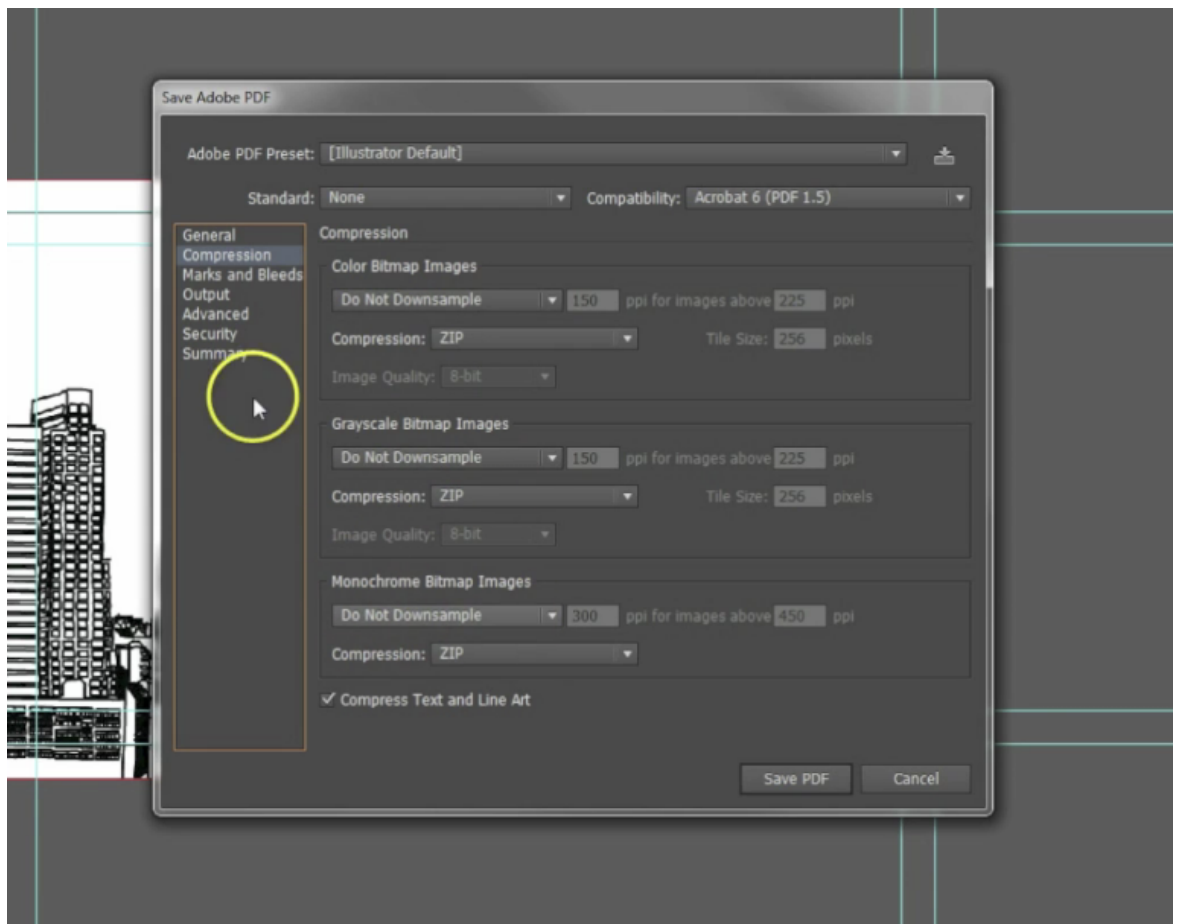 Save Adobe PDF
Adobe PDF Preset: [Illustrator Default]
Standard: None Compatibility: Acrobat 6 (PDF 1.5)
General
Compression
Marks and Bleeds
Output
Advanced
Security
Summary
Compression
Color Bitmap Images
Do Not Downsample 150 ppi for images above 225 ppi
Compression: ZIP Tile Size: 256 pixels
Image Quality: 8-bit
Grayscale Bitmap Images
Do Not Downsample 150 ppi for images above 225 ppi
Compression: ZIP Tile Size: 256 pixels
Image Quality: 8-bit
Monochrome Bitmap Images
Do Not Downsample 300 ppi for images above 450 ppi
Compression: ZIP
Compress Text and Line Art
Save PDF Cancel